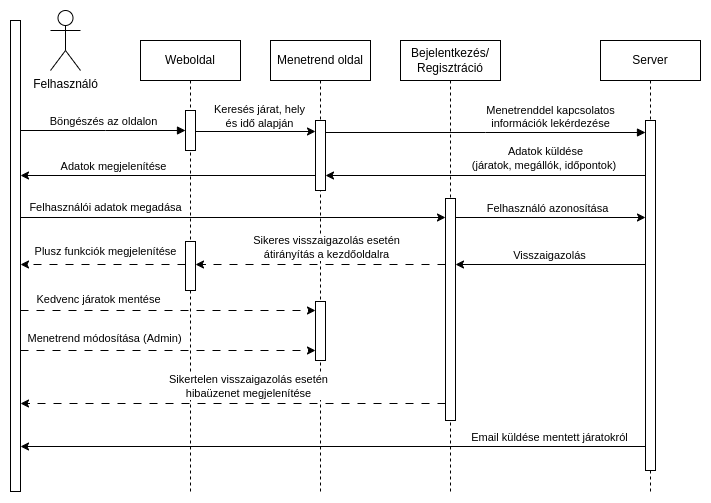 Felhasználó
Weboldal
Menetrend oldal
Bejelentkezés/
Regisztráció
Server
Böngészés az oldalon
Keresés járat, hely
és idő alapján
Menetrenddel kapcsolatos
információk lekérdezése
Adatok megjelenítése
Adatok küldése
(járatok, megállók, időpontok)
Felhasználói adatok megadása
Felhasználó azonosítása
Plusz funkciók megjelenítése
Sikeres visszaigazolás esetén
átirányítás a kezdőoldalra
Visszaigazolás
Kedvenc járatok mentése
Menetrend módosítása (Admin)
Sikertelen visszaigazolás esetén
hibaüzenet megjelenítése
Email küldése mentett járatokról